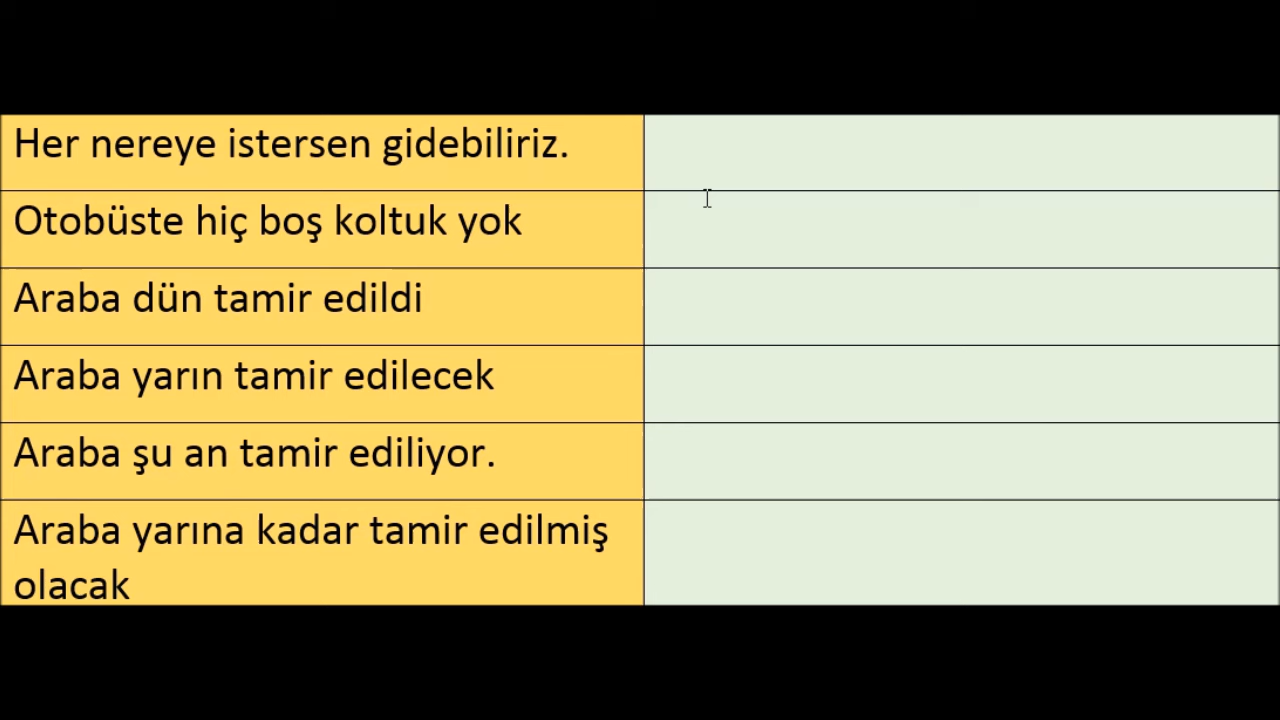 Her nereye istersen gidebiliriz.
Otobüste hiç boş koltuk yok
Araba dün tamir edildi
Araba yarın tamir edilecek
Araba şu an tamir ediliyor.
Araba yarına kadar tamir edilmiş
olacak